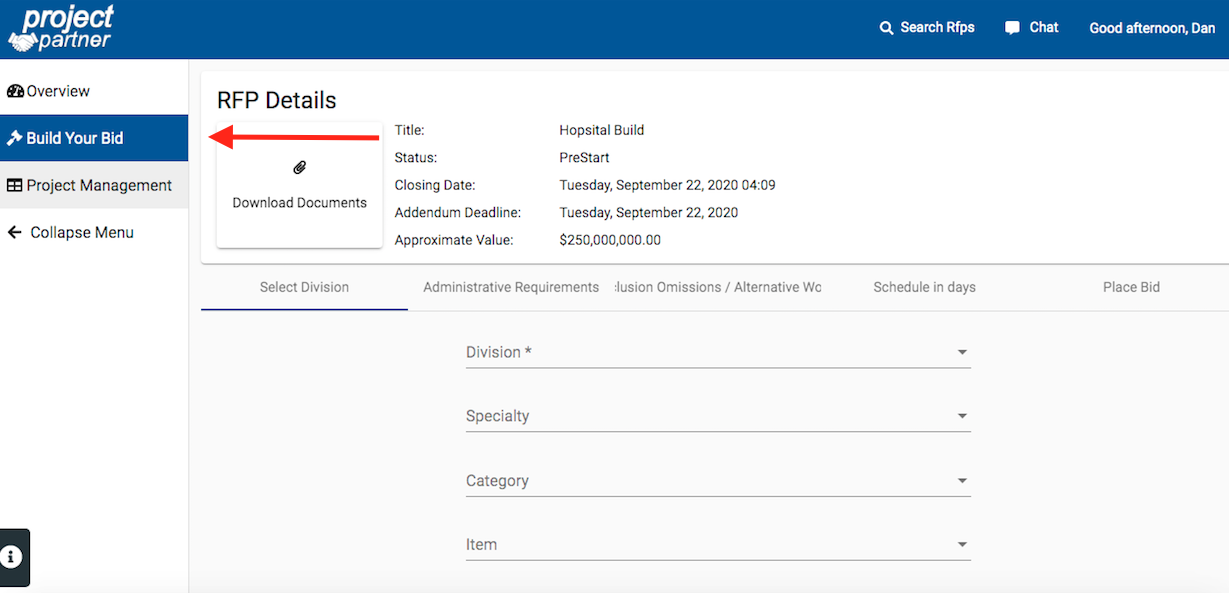 project
partner
Search Rfps
Chat
Good afternoon, Dan
Overview
Build Your Bid
Project Management
Collapse Menu
RFP Details
Download Documents
Title: Hopsital Build
Status: PreStart
Closing Date: Tuesday, September 22, 2020 04:09
Addendum Deadline: Tuesday, September 22, 2020
Approximate Value: $250,000,000.00
Select Division
Administrative Requirements
clusion Omissions / Alternative Wo
Schedule in days
Place Bid
Division *
Specialty
Category
Item